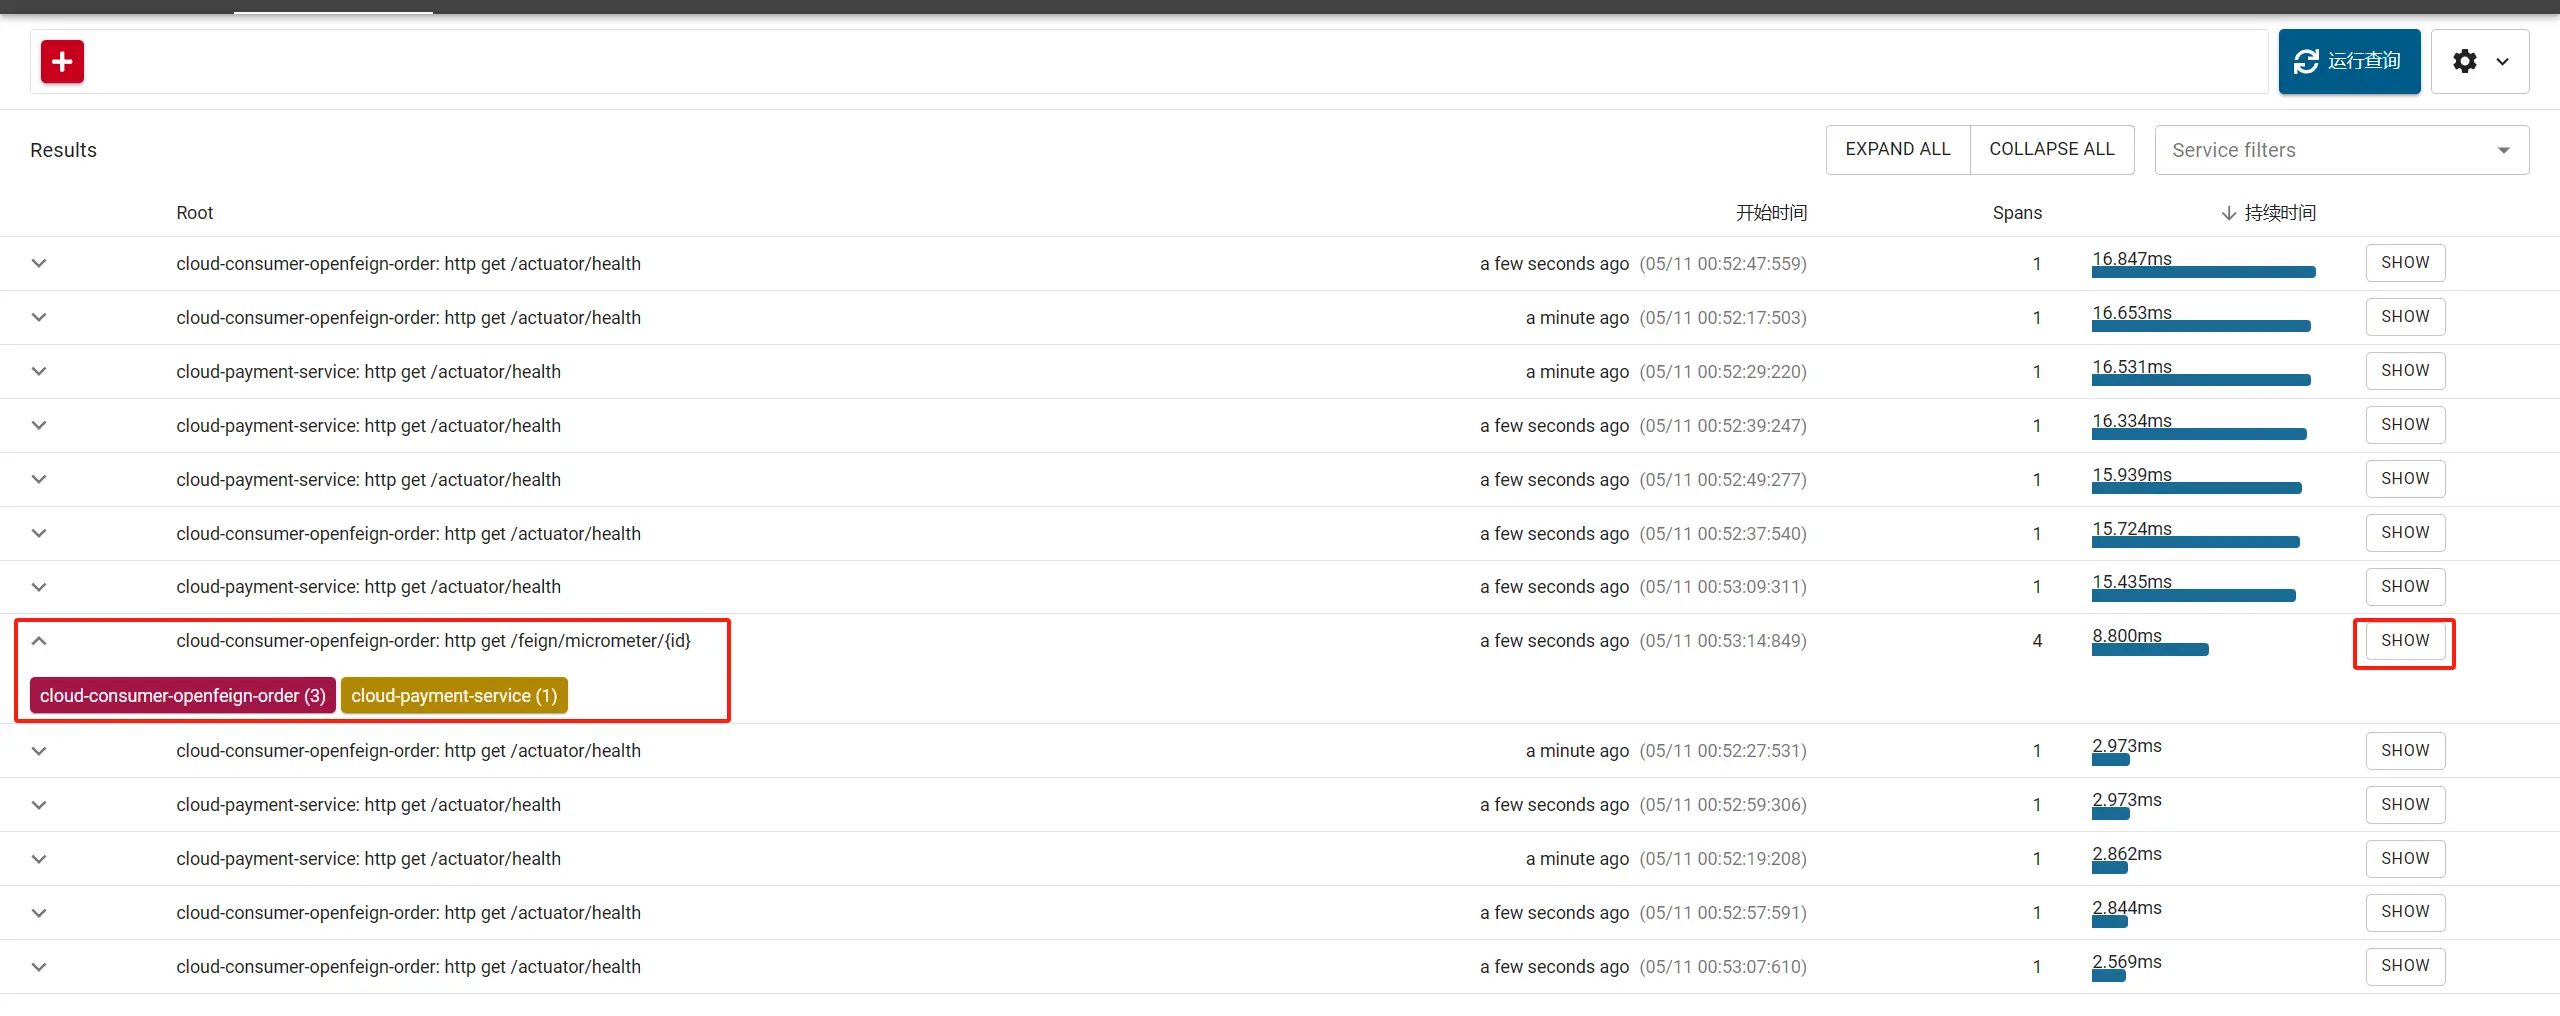 运行查询
Results EXPAND ALL COLLAPSE ALL Service filters
Root 开始时间 Spans 持续时间
cloud-consumer-openfeign-order: http get /actuator/health a few seconds ago (05/11 00:52:47:559) 1 16.847ms SHOW
cloud-consumer-openfeign-order: http get /actuator/health a minute ago (05/11 00:52:17:503) 1 16.653ms SHOW
cloud-payment-service: http get /actuator/health a minute ago (05/11 00:52:29:220) 1 16.531ms SHOW
cloud-payment-service: http get /actuator/health a few seconds ago (05/11 00:52:39:247) 1 16.334ms SHOW
cloud-payment-service: http get /actuator/health a few seconds ago (05/11 00:52:49:277) 1 15.939ms SHOW
cloud-consumer-openfeign-order: http get /actuator/health a few seconds ago (05/11 00:52:37:540) 1 15.724ms SHOW
cloud-payment-service: http get /actuator/health a few seconds ago (05/11 00:53:09:311) 1 15.435ms SHOW
cloud-consumer-openfeign-order: http get /feign/micrometer/{id} a few seconds ago (05/11 00:53:14:849) 4 8.800ms SHOW
cloud-consumer-openfeign-order (3) cloud-payment-service (1)
cloud-consumer-openfeign-order: http get /actuator/health a minute ago (05/11 00:52:27:531) 1 2.973ms SHOW
cloud-payment-service: http get /actuator/health a few seconds ago (05/11 00:52:59:306) 1 2.973ms SHOW
cloud-payment-service: http get /actuator/health a minute ago (05/11 00:52:19:208) 1 2.862ms SHOW
cloud-consumer-openfeign-order: http get /actuator/health a few seconds ago (05/11 00:52:57:591) 1 2.844ms SHOW
cloud-consumer-openfeign-order: http get /actuator/health a few seconds ago (05/11 00:53:07:610) 1 2.569ms SHOW